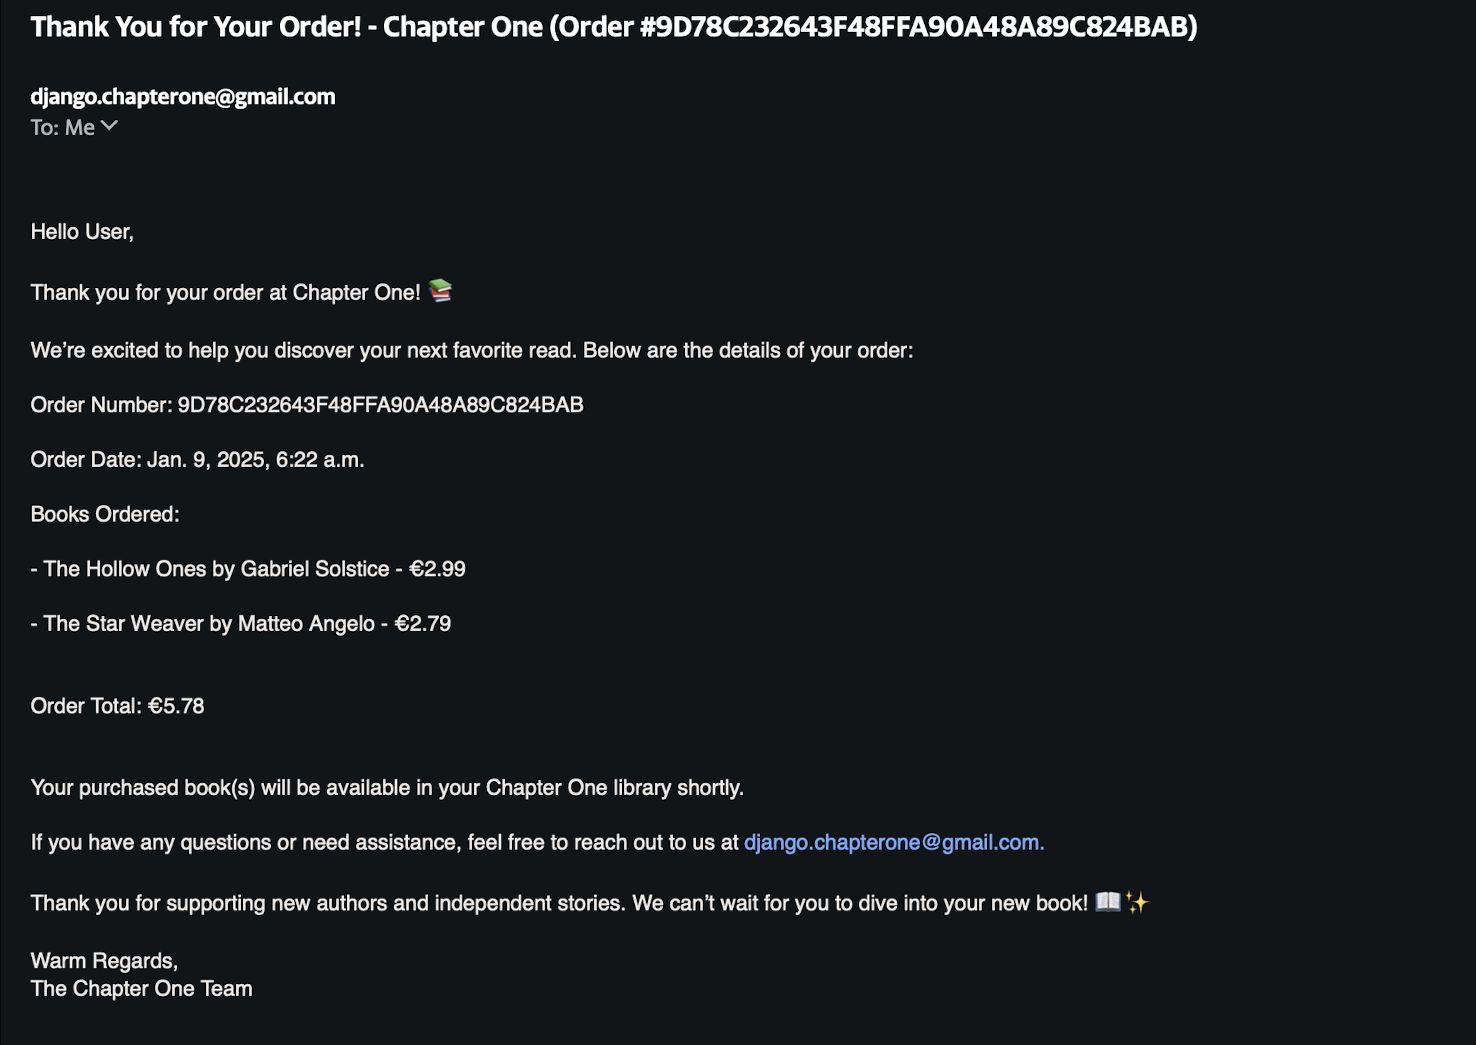 Thank You for Your Order! - Chapter One (Order #9D78C232643F48FFA90A48A89C824BAB)
django.chapterone@gmail.com
To: Me
Hello User,
Thank you for your order at Chapter One! 📚
We’re excited to help you discover your next favorite read. Below are the details of your order:
Order Number: 9D78C232643F48FFA90A48A89C824BAB
Order Date: Jan. 9, 2025, 6:22 a.m.
Books Ordered:
- The Hollow Ones by Gabriel Solstice - €2.99
- The Star Weaver by Matteo Angelo - €2.79
Order Total: €5.78
Your purchased book(s) will be available in your Chapter One library shortly.
If you have any questions or need assistance, feel free to reach out to us at django.chapterone@gmail.com.
Thank you for supporting new authors and independent stories. We can’t wait for you to dive into your new book! 📖✨
Warm Regards,
The Chapter One Team